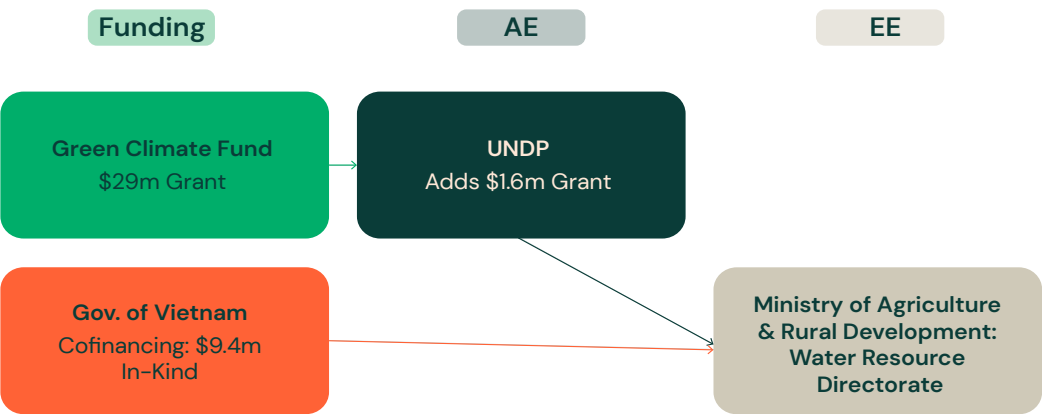 Funding
AE
EE
Green Climate Fund
$29m Grant
UNDP
Adds $1.6m Grant
Gov. of Vietnam
Cofinancing: $9.4m
In-Kind
Ministry of Agriculture
& Rural Development:
Water Resource
Directorate